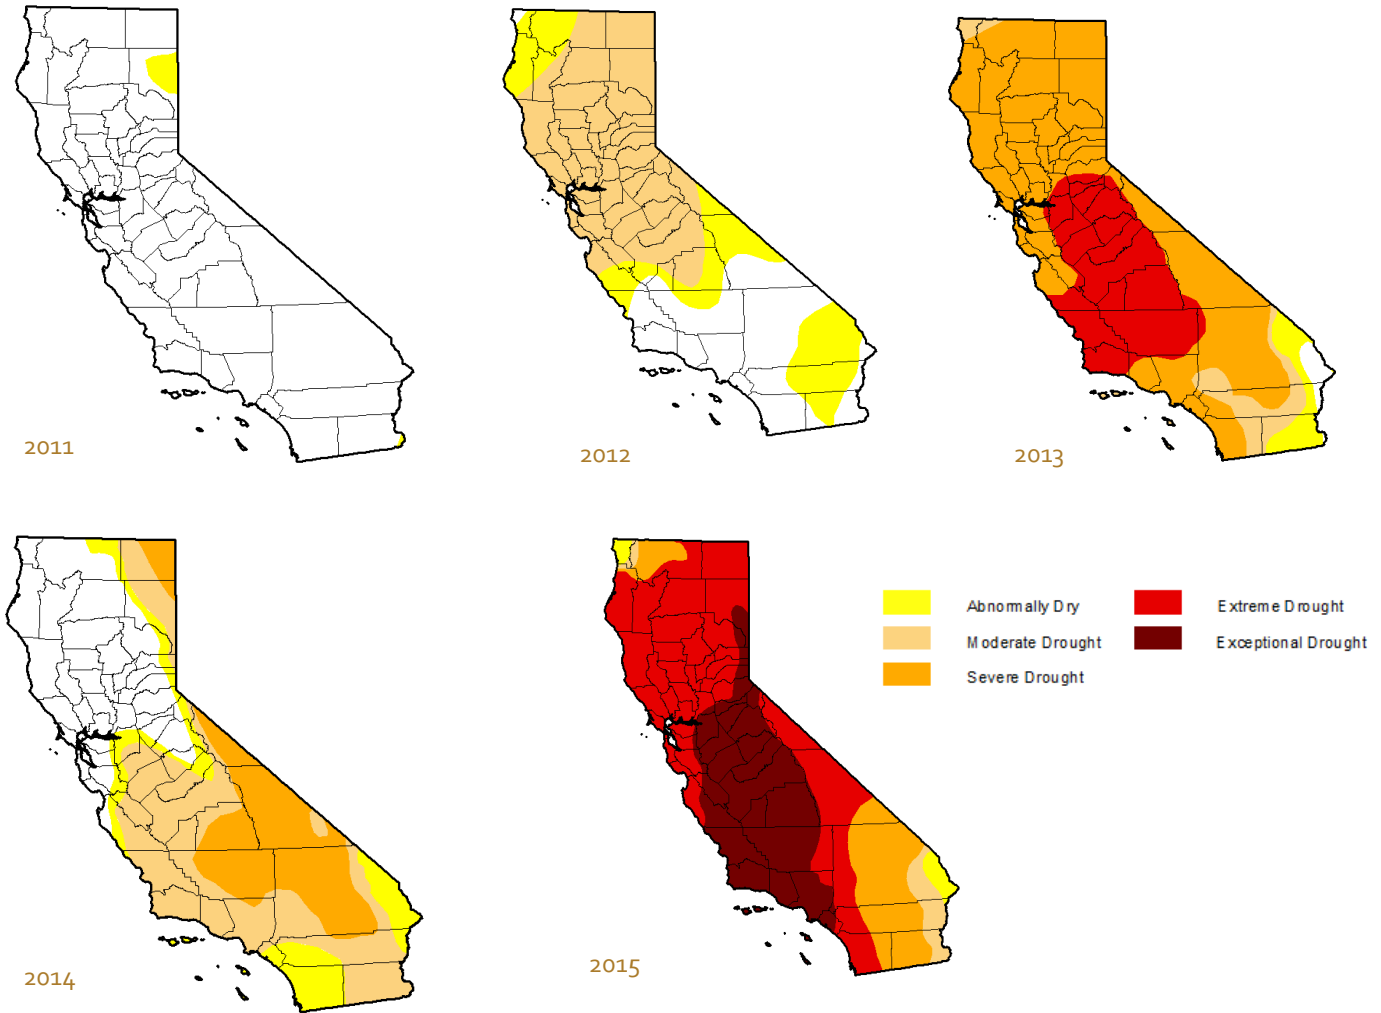 2011
2012
2013
2014
2015
Abnormally Dry
Moderate Drought
Severe Drought
Extreme Drought
Exceptional Drought